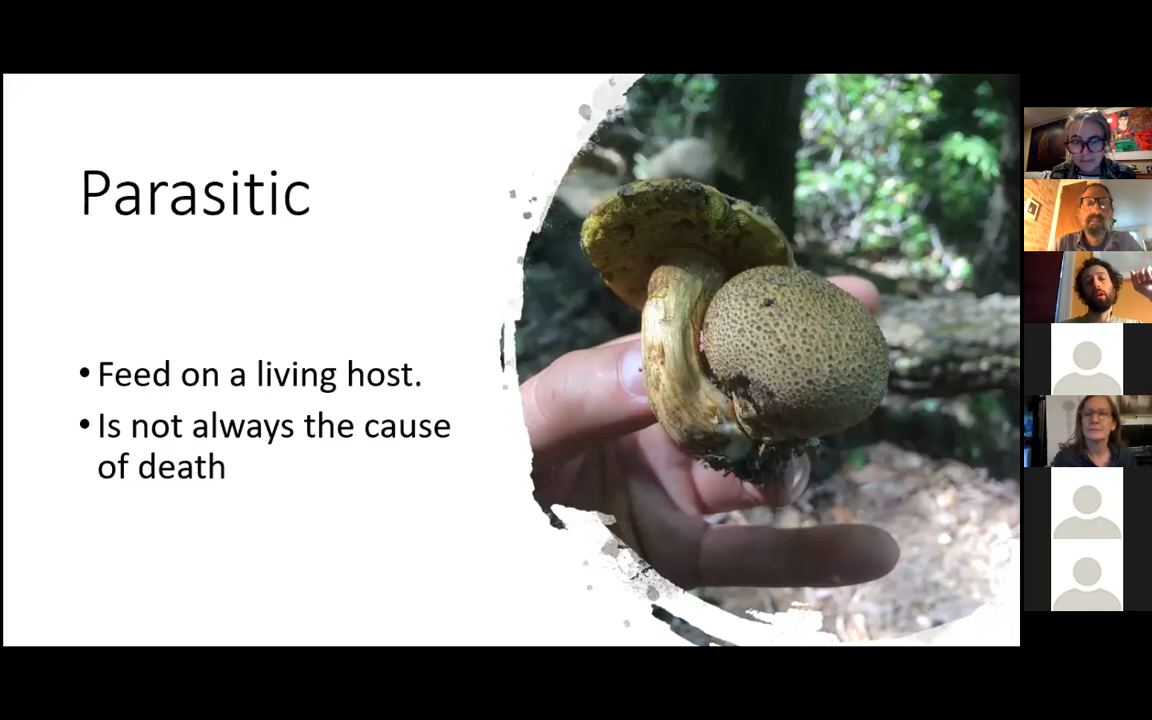 Parasitic
• Feed on a living host.
• Is not always the cause
of death